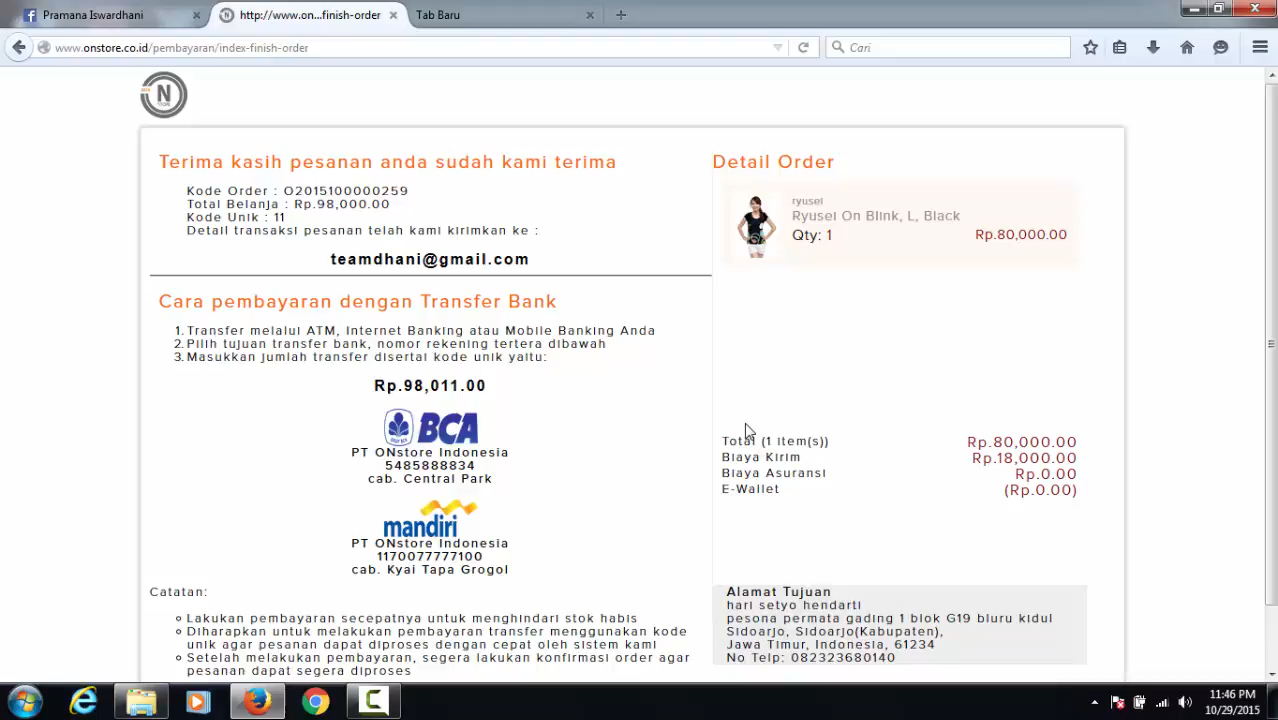 Pramana Iswardhani
http://www.on...finish-order
Tab Baru
www.onstore.co.id/pembayaran/index-finish-order
Cari
N
Terima kasih pesanan anda sudah kami terima
Kode Order : O2015100000259
Total Belanja : Rp.98,000.00
Kode Unik : 11
Detail transaksi pesanan telah kami kirimkan ke :
teamdhani@gmail.com
Cara pembayaran dengan Transfer Bank
1.Transfer melalui ATM, Internet Banking atau Mobile Banking Anda
2.Pilih tujuan transfer bank, nomor rekening tertera dibawah
3.Masukkan jumlah transfer disertai kode unik yaitu:
Rp.98,011.00
BCA
PT ONstore Indonesia
5485888834
cab. Central Park
mandiri
PT ONstore Indonesia
1170077777100
cab. Kyai Tapa Grogol
Catatan:
Lakukan pembayaran secepatnya untuk menghindari stok habis
Diharapkan untuk melakukan pembayaran transfer menggunakan kode
unik agar pesanan dapat diproses dengan cepat oleh sistem kami
Setelah melakukan pembayaran, segera lakukan konfirmasi order agar
pesanan dapat segera diproses
Detail Order
ryusei
Ryusei On Blink, L, Black
Qty: 1 Rp.80,000.00
Total (1 item(s)) Rp.80,000.00
Biaya Kirim Rp.18,000.00
Biaya Asuransi Rp.0.00
E-Wallet (Rp.0.00)
Alamat Tujuan
hari setyo hendarti
pesona permata gading 1 blok G19 bluru kidul
Sidoarjo, Sidoarjo(Kabupaten),
Jawa Timur, Indonesia, 61234
No Telp: 082323680140
11:46 PM
10/29/2015